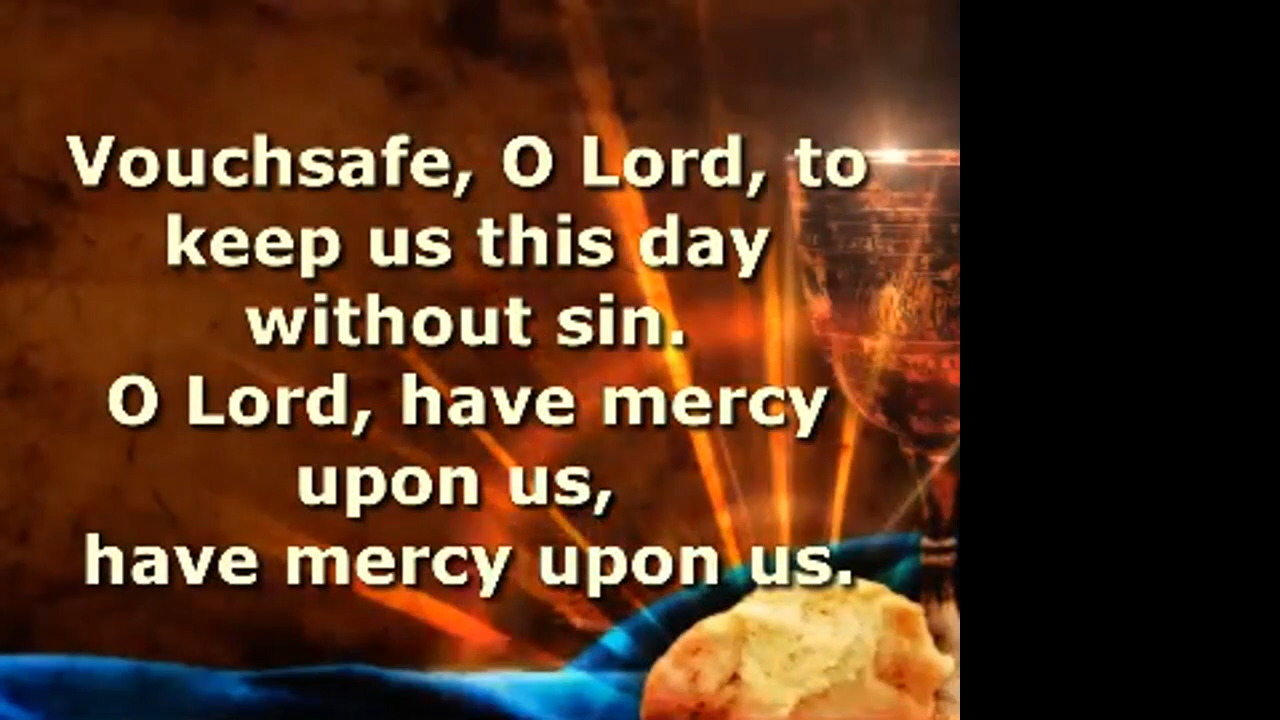 Vouchsafe, O Lord, to
keep us this day
without sin.
O Lord, have mercy
upon us,
have mercy upon us.